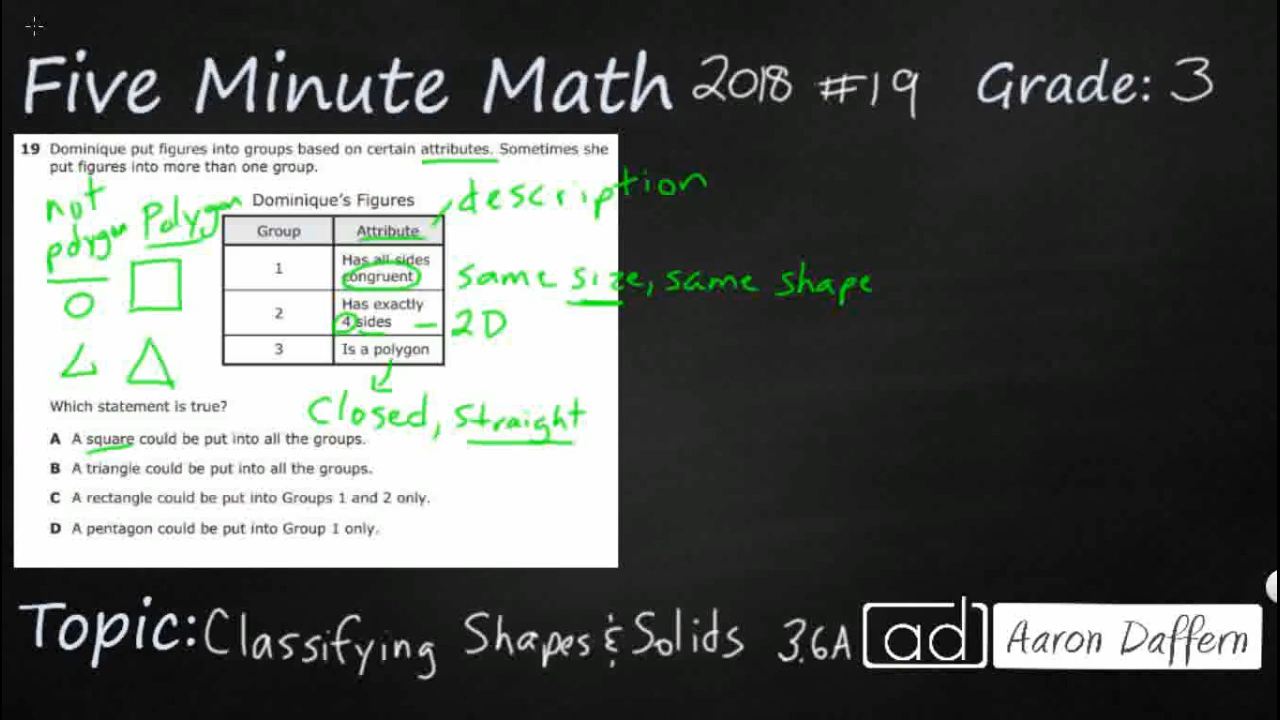 Five Minute Math 2018 #19 Grade: 3
19 Dominique put figures into groups based on certain attributes. Sometimes she
put figures into more than one group.
not
polygon
Polygon
Dominique's Figures
description
Group Attribute
1 Has all sides
congruent
same size, same shape
2 Has exactly
4 sides
– 2D
3 Is a polygon
Closed, straight
Which statement is true?
A A square could be put into all the groups.
B A triangle could be put into all the groups.
C A rectangle could be put into Groups 1 and 2 only.
D A pentagon could be put into Group 1 only.
Topic: Classifying Shapes & Solids 3.6A
ad
Aaron Daffern